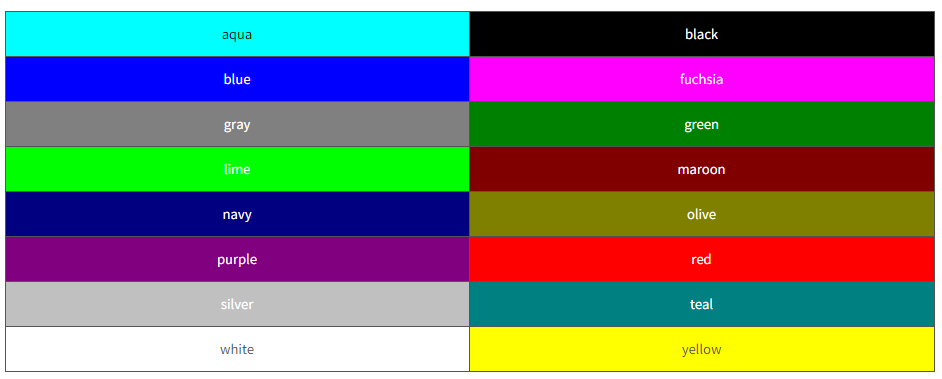 aqua black
blue fuchsia
gray green
lime maroon
navy olive
purple red
silver teal
white yellow